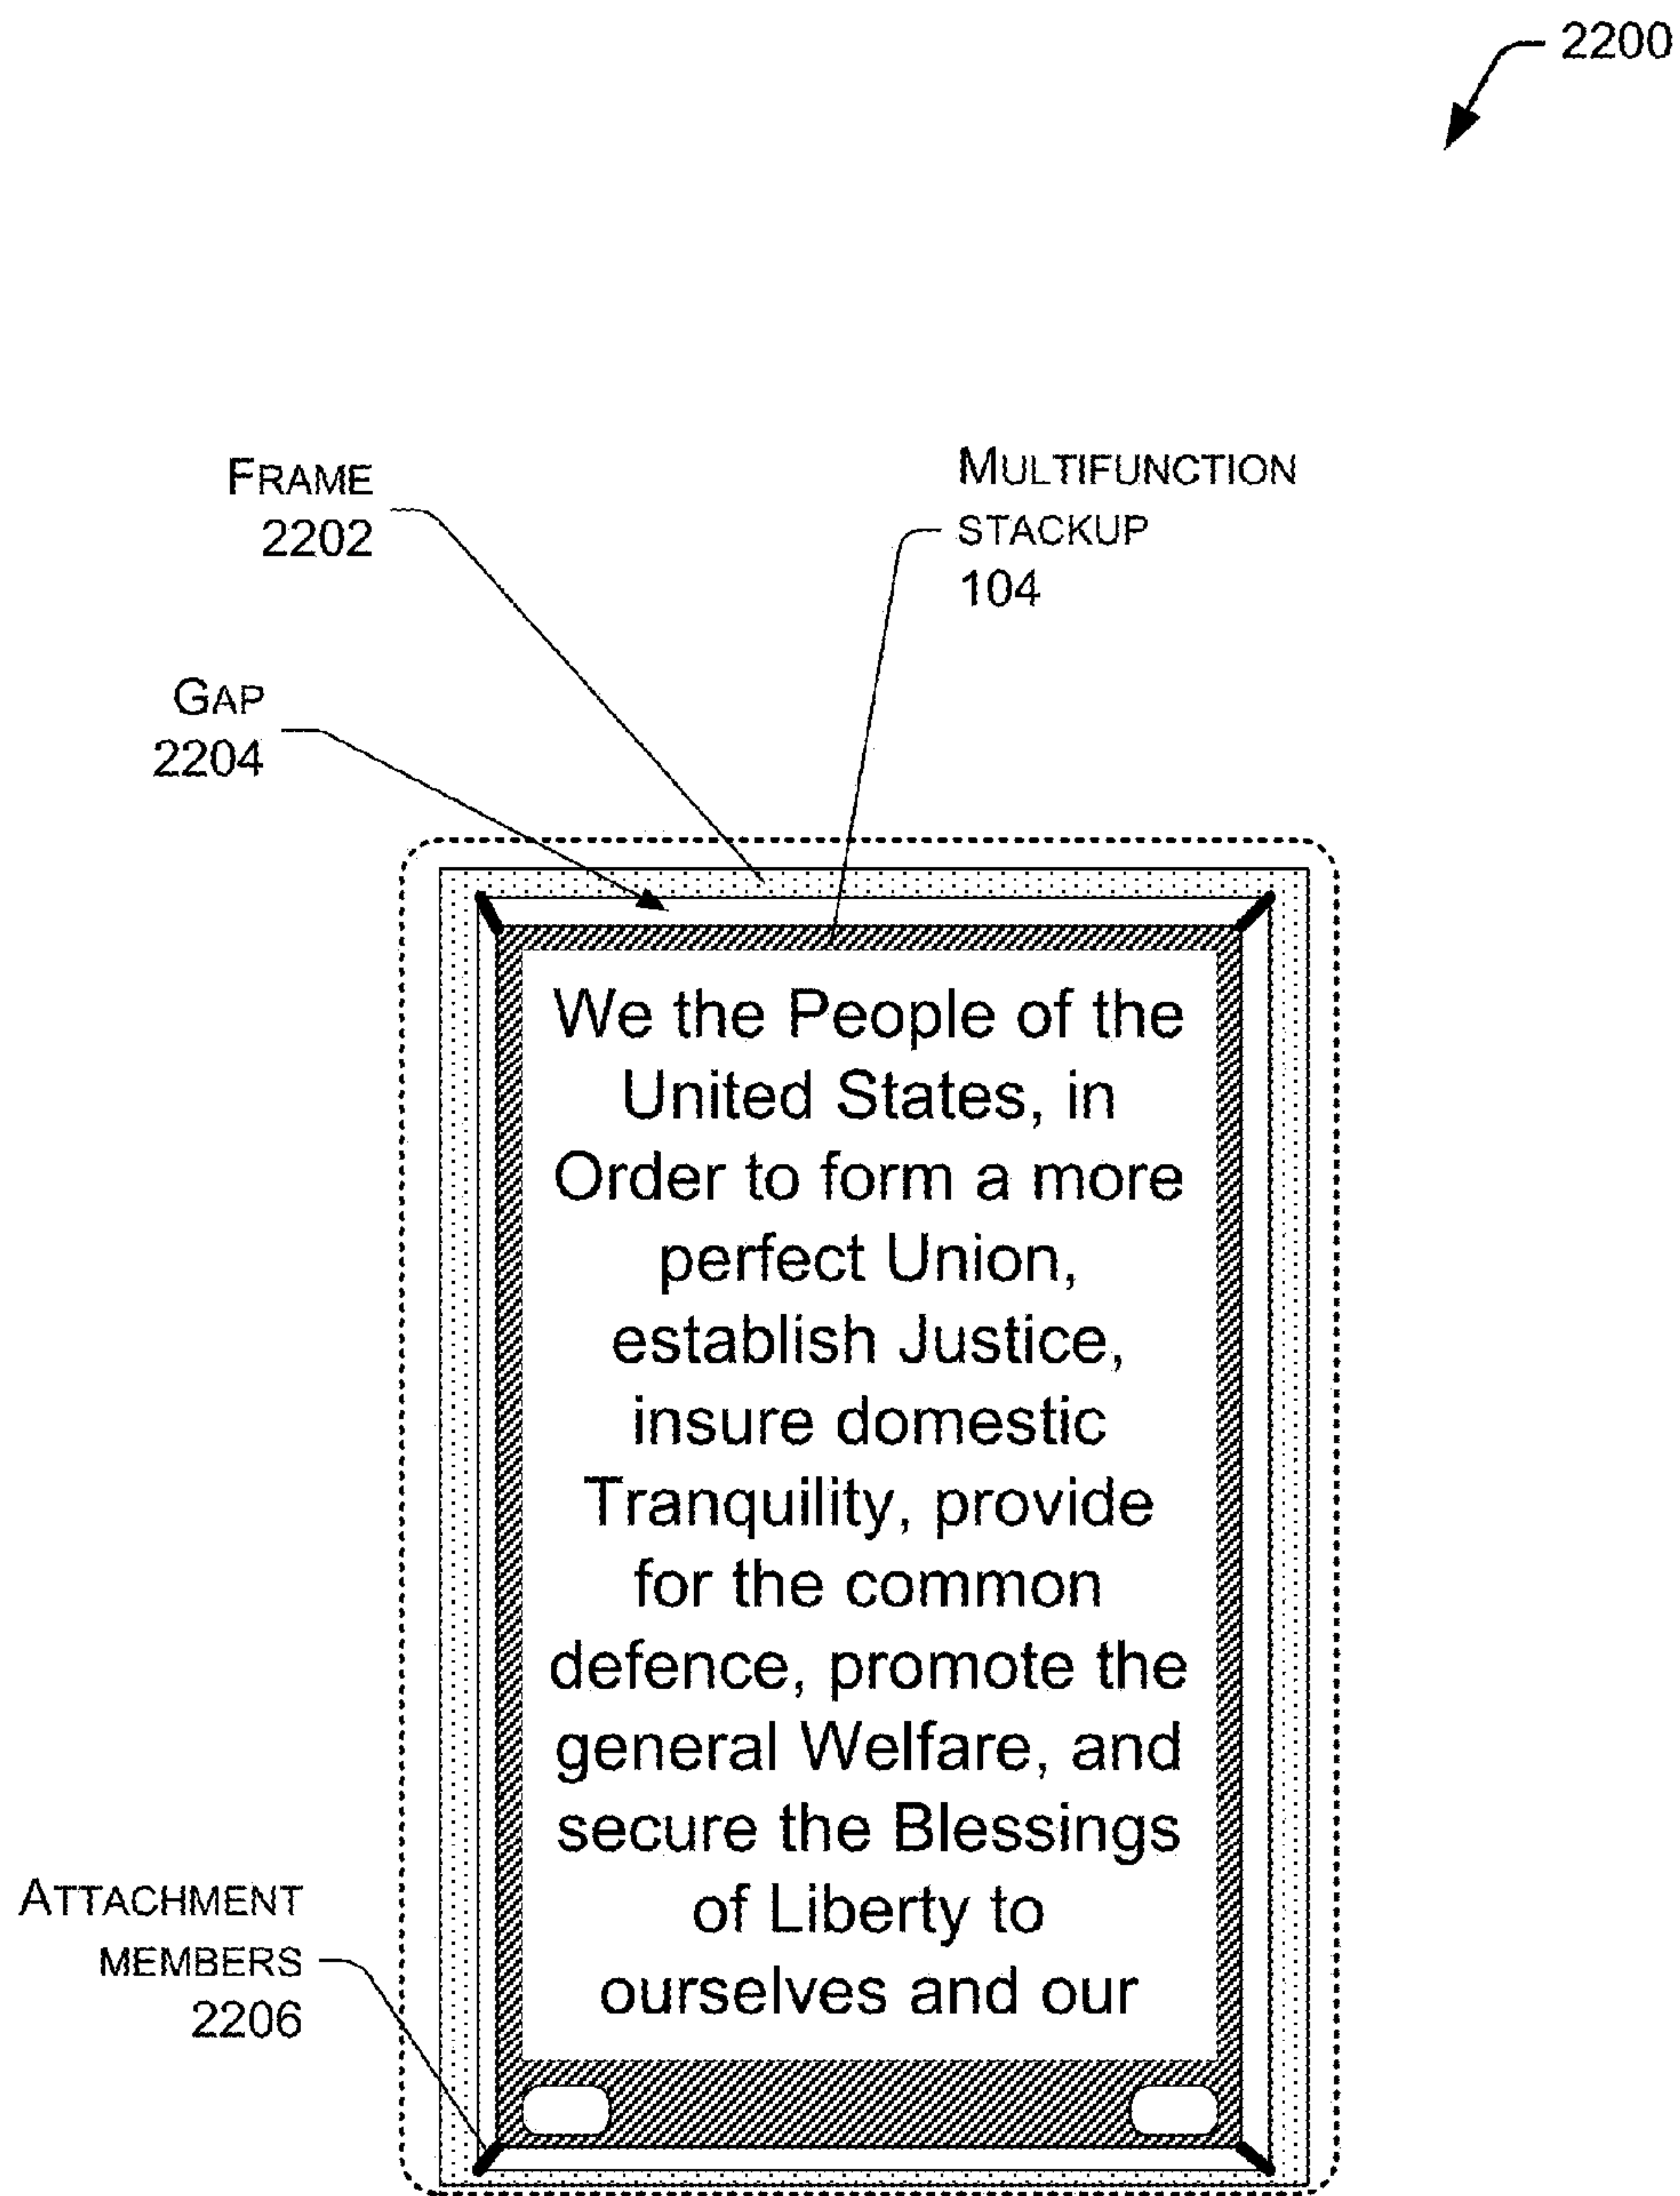 2200
FRAME
2202
MULTIFUNCTION
STACKUP
104
GAP
2204
We the People of the
United States, in
Order to form a more
perfect Union,
establish Justice,
insure domestic
Tranquility, provide
for the common
defence, promote the
general Welfare, and
secure the Blessings
of Liberty to
ourselves and our
ATTACHMENT
MEMBERS
2206